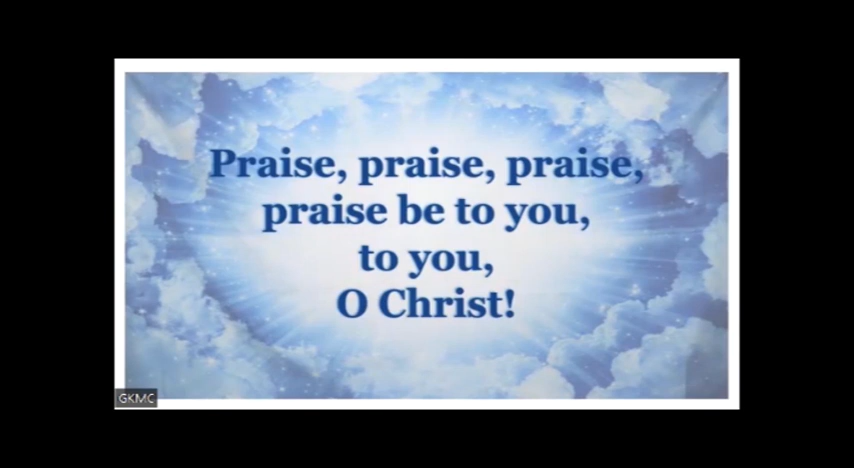 Praise, praise, praise,
praise be to you,
to you,
O Christ!
GKMC